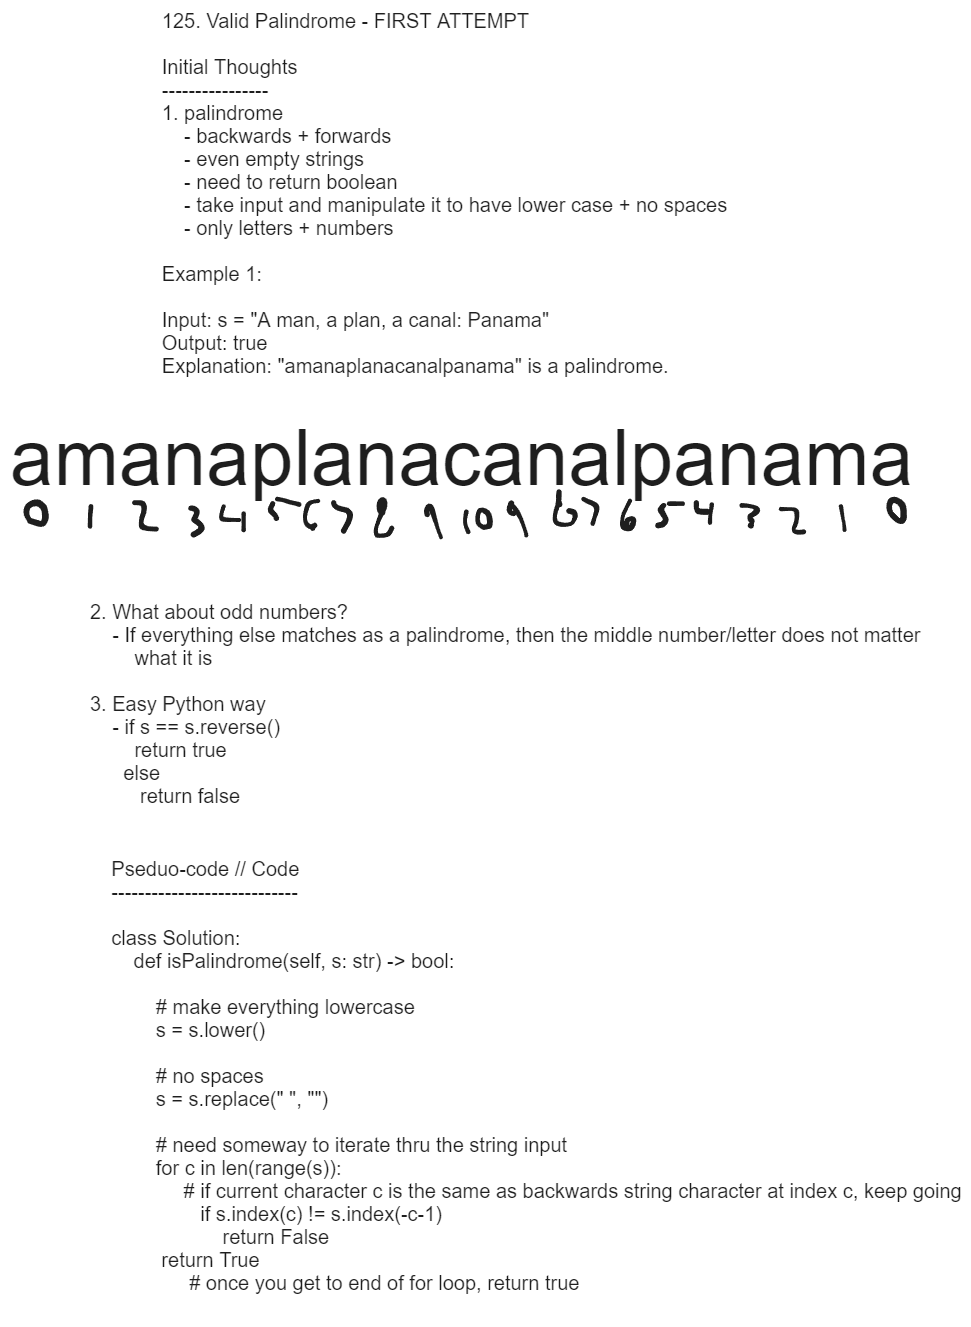 125. Valid Palindrome - FIRST ATTEMPT
Initial Thoughts
----------------
1. palindrome
- backwards + forwards
- even empty strings
- need to return boolean
- take input and manipulate it to have lower case + no spaces
- only letters + numbers
Example 1:
Input: s = "A man, a plan, a canal: Panama"
Output: true
Explanation: "amanaplanacanalpanama" is a palindrome.
amanaplanacanalpanama
0 1 2 3 4 5 6 7 8 9 10 9 8 7 6 5 4 3 2 1 0
2. What about odd numbers?
- If everything else matches as a palindrome, then the middle number/letter does not matter
what it is
3. Easy Python way
- if s == s.reverse()
return true
else
return false
Pseduo-code // Code
----------------------------
class Solution:
def isPalindrome(self, s: str) -> bool:
# make everything lowercase
s = s.lower()
# no spaces
s = s.replace(" ", "")
# need someway to iterate thru the string input
for c in len(range(s)):
# if current character c is the same as backwards string character at index c, keep going
if s.index(c) != s.index(-c-1)
return False
return True
# once you get to end of for loop, return true